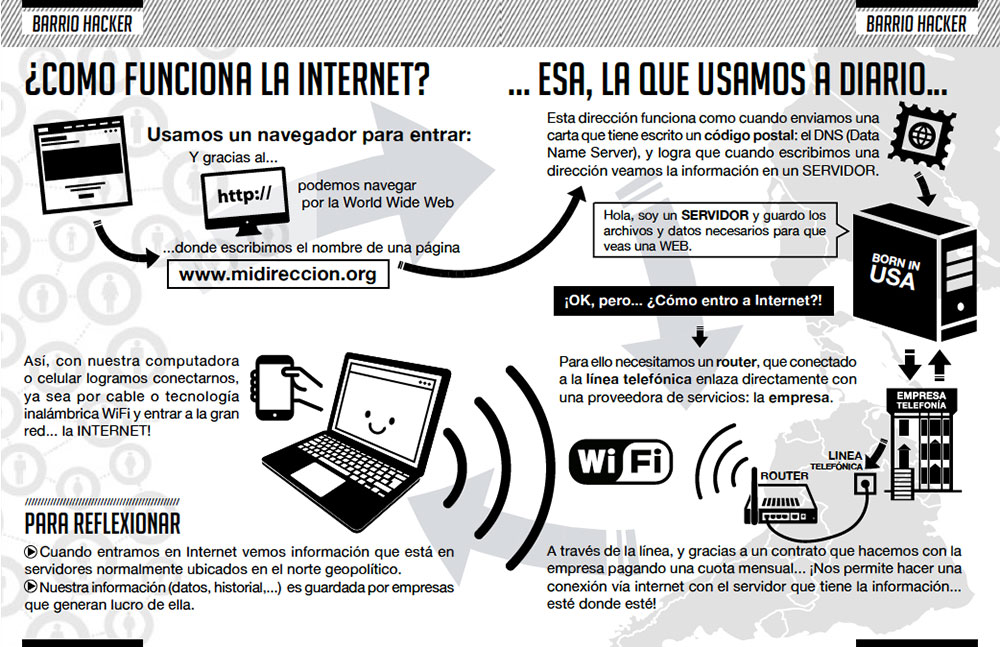 BARRIO HACKER
¿COMO FUNCIONA LA INTERNET?
Usamos un navegador para entrar:
Y gracias al...
http://
podemos navegar
por la World Wide Web
...donde escribimos el nombre de una página
www.midireccion.org
Así, con nuestra computadora
o celular logramos conectarnos,
ya sea por cable o tecnología
inalámbrica WiFi y entrar a la gran
red... la INTERNET!
PARA REFLEXIONAR
Cuando entramos en Internet vemos información que está en
servidores normalmente ubicados en el norte geopolítico.
Nuestra información (datos, historial,...) es guardada por empresas
que generan lucro de ella.
BARRIO HACKER
... ESA, LA QUE USAMOS A DIARIO...
Esta dirección funciona como cuando enviamos una
carta que tiene escrito un código postal: el DNS (Data
Name Server), y logra que cuando escribimos una
dirección veamos la información en un SERVIDOR.
Hola, soy un SERVIDOR y guardo los
archivos y datos necesarios para que
veas una WEB.
BORN IN
USA
¡OK, pero... ¿Cómo entro a Internet?!
Para ello necesitamos un router, que conectado
a la línea telefónica enlaza directamente con
una proveedora de servicios: la empresa.
EMPRESA
TELEFONÍA
WiFi
LINEA
TELEFÓNICA
ROUTER
A través de la línea, y gracias a un contrato que hacemos con la
empresa pagando una cuota mensual... ¡Nos permite hacer una
conexión vía internet con el servidor que tiene la información...
esté donde esté!